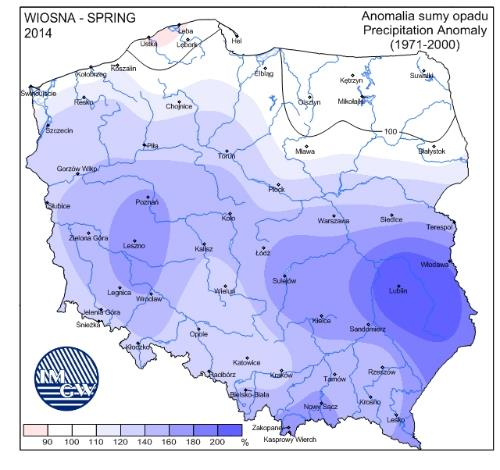 WIOSNA - SPRING
2014
Anomalia sumy opadu
Precipitation Anomaly
(1971-2000)
Łeba
Ustka
Lębork
Hel
Koszalin
Kołobrzeg
Elbląg
Kętrzyn
Suwałki
Świnoujście
Resko
Chojnice
Olsztyn
Mikołajki
Szczecin
100
Piła
Toruń
Mława
Białystok
Gorzów Wlkp
Płock
Słubice
Poznań
Koło
Warszawa
Siedlce
Terespol
Zielona Góra
Leszno
Kalisz
Łódź
Włodawa
Legnica
Wrocław
Wieluń
Sulejów
Lublin
Jelenia Góra
Śnieżka
Kielce
Sandomierz
Kłodzko
Opole
Katowice
Racibórz
Kraków
Tarnów
Rzeszów
Bielsko-Biała
Nowy Sącz
Krosno
Lesko
Zakopane
Kasprowy Wierch
IM
GW
90 100 110 120 140 160 180 200 %